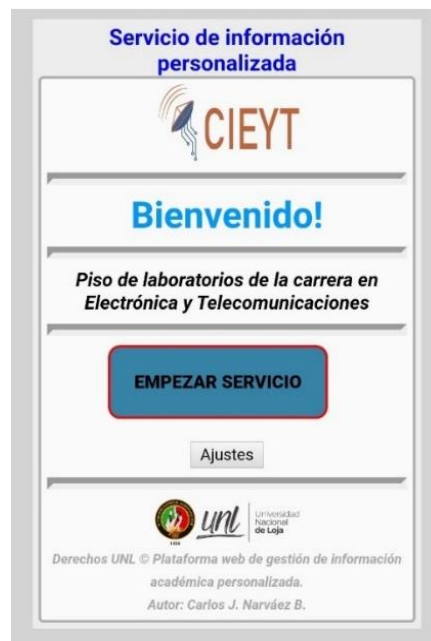 Servicio de información
personalizada
CIEYT
Bienvenido!
Piso de laboratorios de la carrera en
Electrónica y Telecomunicaciones
EMPEZAR SERVICIO
Ajustes
1859
unl
Universidad
Nacional
de Loja
Derechos UNL © Plataforma web de gestión de información
académica personalizada.
Autor: Carlos J. Narváez B.